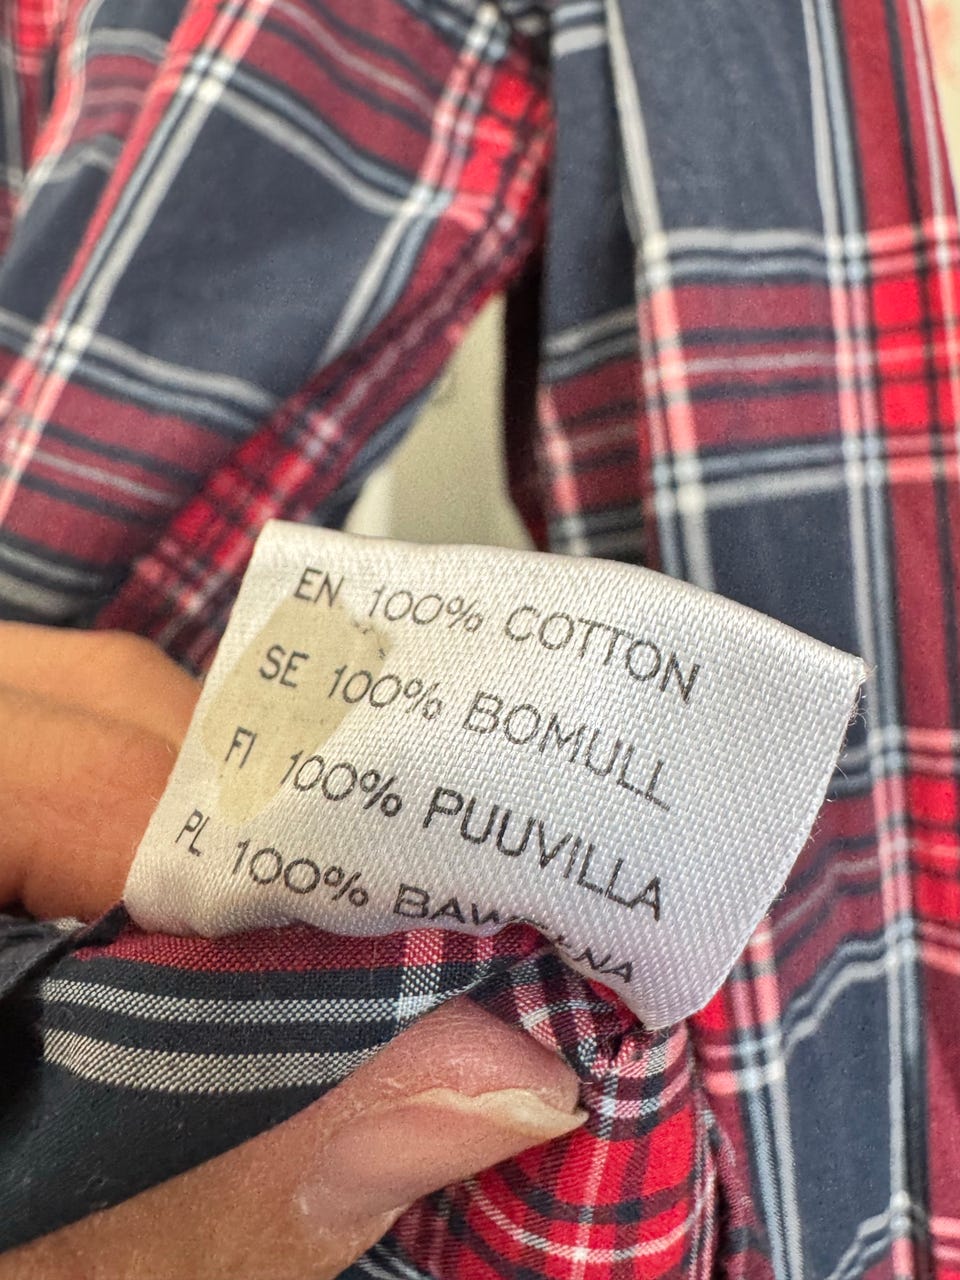 EN 100% COTTON
SE 100% BOMULL
FI 100% PUUVILLA
PL 100%